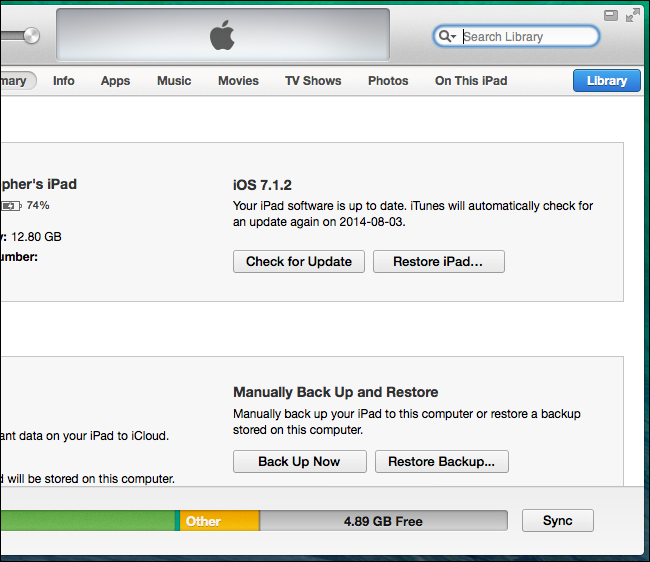 Search Library
mary Info Apps Music Movies TV Shows Photos On This iPad Library
pher's iPad
74%
y: 12.80 GB
umber:
iOS 7.1.2
Your iPad software is up to date. iTunes will automatically check for
an update again on 2014-08-03.
Check for Update Restore iPad...
ant data on your iPad to iCloud.
d will be stored on this computer.
Manually Back Up and Restore
Manually back up your iPad to this computer or restore a backup
stored on this computer.
Back Up Now Restore Backup...
Other 4.89 GB Free Sync